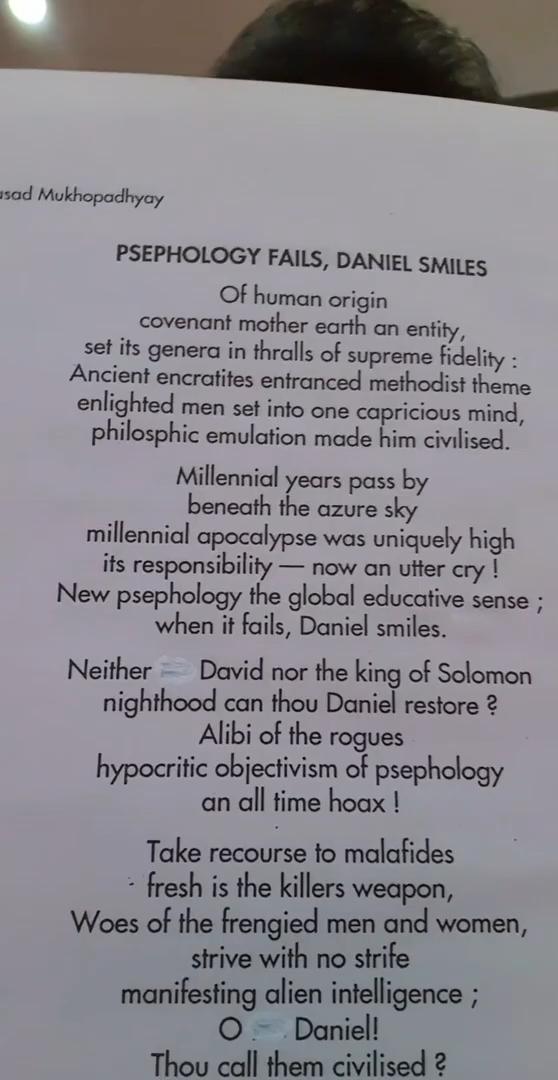 Mukhopadhyay
PSEPHOLOGY FAILS, DANIEL SMILES
Of human origin
covenant mother earth an entity,
set its genera in thralls of supreme fidelity :
Ancient encratites entranced methodist theme
enlighted men set into one capricious mind,
philosphic emulation made him civilised.
Millennial years pass by
beneath the azure sky
millennial apocalypse was uniquely high
its responsibility — now an utter cry !
New psephology the global educative sense ;
when it fails, Daniel smiles.
Neither David nor the king of Solomon
nighthood can thou Daniel restore ?
Alibi of the rogues
hypocritic objectivism of psephology
an all time hoax !
Take recourse to malafides
fresh is the killers weapon,
Woes of the frengied men and women,
strive with no strife
manifesting alien intelligence ;
O Daniel!
Thou call them civilised ?